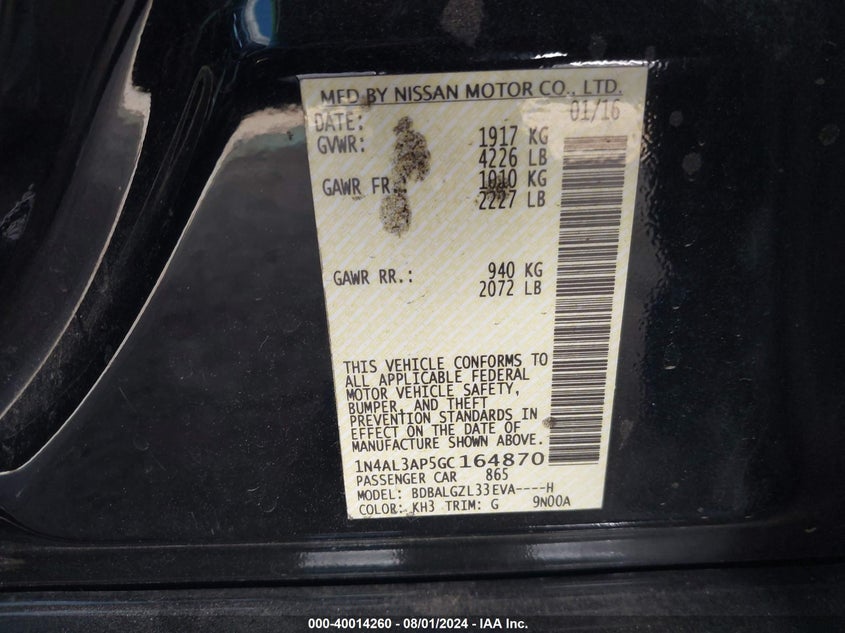 MFD BY NISSAN MOTOR CO., LTD.
DATE: 01/16
GVWR: 1917 KG
4226 LB
GAWR FR. 1010 KG
2227 LB
GAWR RR.: 940 KG
2072 LB
THIS VEHICLE CONFORMS TO
ALL APPLICABLE FEDERAL
MOTOR VEHICLE SAFETY,
BUMPER, AND THEFT
PREVENTION STANDARDS IN
EFFECT ON THE DATE OF
MANUFACTURE SHOWN ABOVE.
1N4AL3AP5GC164870
PASSENGER CAR 865
MODEL: BDBALGZL33EVA----H
COLOR: KH3 TRIM: G 9N00A
000-40014260 - 08/01/2024 - IAA Inc.